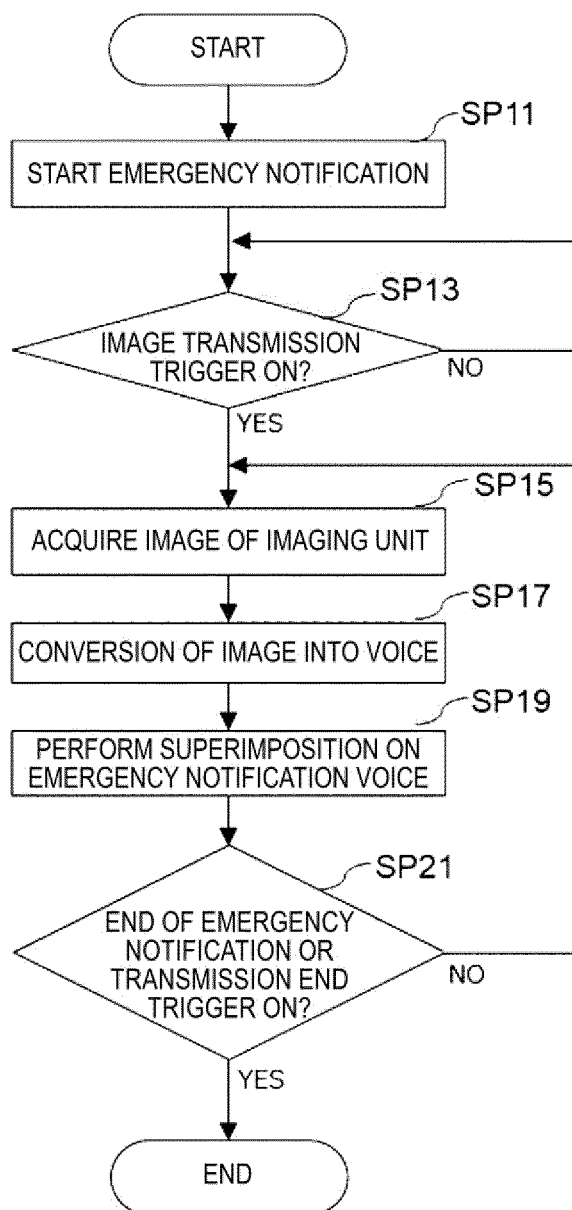 START
SP11
START EMERGENCY NOTIFICATION
SP13
IMAGE TRANSMISSION
TRIGGER ON?
NO
YES
SP15
ACQUIRE IMAGE OF IMAGING UNIT
SP17
CONVERSION OF IMAGE INTO VOICE
SP19
PERFORM SUPERIMPOSITION ON
EMERGENCY NOTIFICATION VOICE
SP21
END OF EMERGENCY
NOTIFICATION OR
TRANSMISSION END
TRIGGER ON?
NO
YES
END